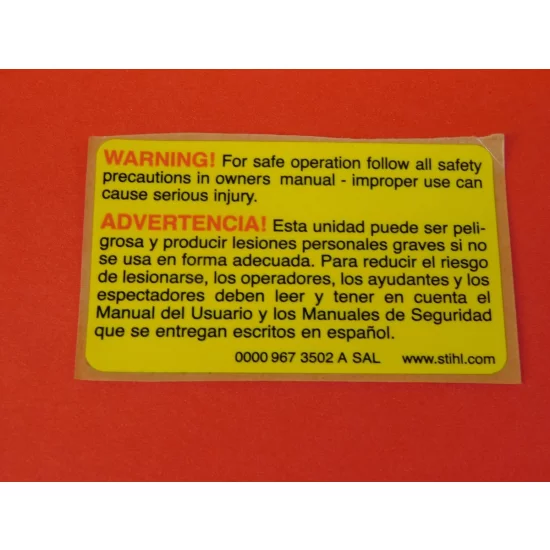 WARNING! For safe operation follow all safety
precautions in owners manual - improper use can
cause serious injury.
ADVERTENCIA! Esta unidad puede ser peli-
grosa y producir lesiones personales graves si no
se usa en forma adecuada. Para reducir el riesgo
de lesionarse, los operadores, los ayudantes y los
espectadores deben leer y tener en cuenta el
Manual del Usuario y los Manuales de Seguridad
que se entregan escritos en español.
0000 967 3502 A SAL www.stihl.com